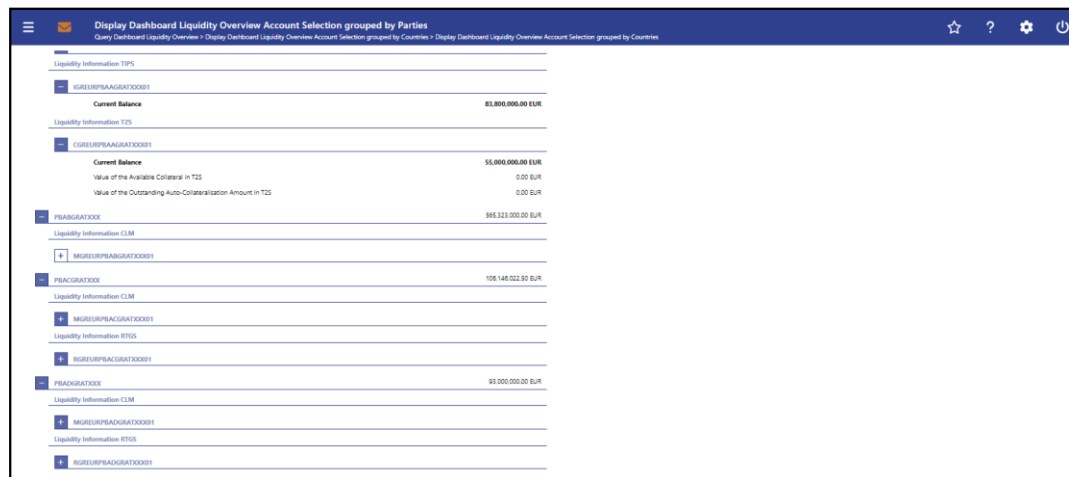 Display Dashboard Liquidity Overview Account Selection grouped by Parties
Query Dashboard Liquidity Overview > Display Dashboard Liquidity Overview Account Selection grouped by Countries > Display Dashboard Liquidity Overview Account Selection grouped by Countries
Liquidity Information TIPS
IGREURPBAAGRATXXX01
Current Balance 83,800,000.00 EUR
Liquidity Information T2S
CGREURPBAAGRATXXX01
Current Balance 55,000,000.00 EUR
Value of the Available Collateral in T2S 0.00 EUR
Value of the Outstanding Auto-Collateralisation Amount in T2S 0.00 EUR
PBABGRATXXX 565,323,000.00 EUR
Liquidity Information CLM
MGREURPBABGRATXXX01
PBACGRATXXX 106,146,022.50 EUR
Liquidity Information CLM
MGREURPBACGRATXXX01
Liquidity Information RTGS
RGREURPBACGRATXXX01
PBADGRATXXX 93,000,000.00 EUR
Liquidity Information CLM
MGREURPBADGRATXXX01
Liquidity Information RTGS
RGREURPBADGRATXXX01